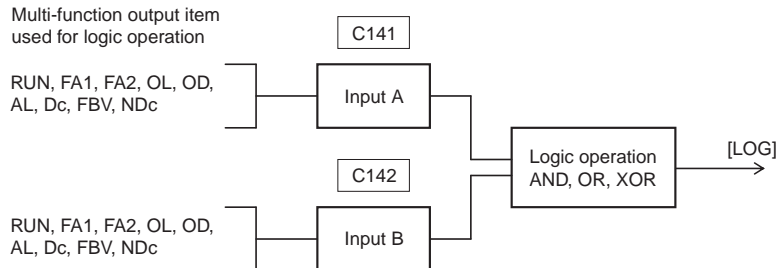 Multi-function output item
used for logic operation
C141
RUN, FA1, FA2, OL, OD,
AL, Dc, FBV, NDc
Input A
Logic operation
AND, OR, XOR
[LOG]
C142
RUN, FA1, FA2, OL, OD,
AL, Dc, FBV, NDc
Input B